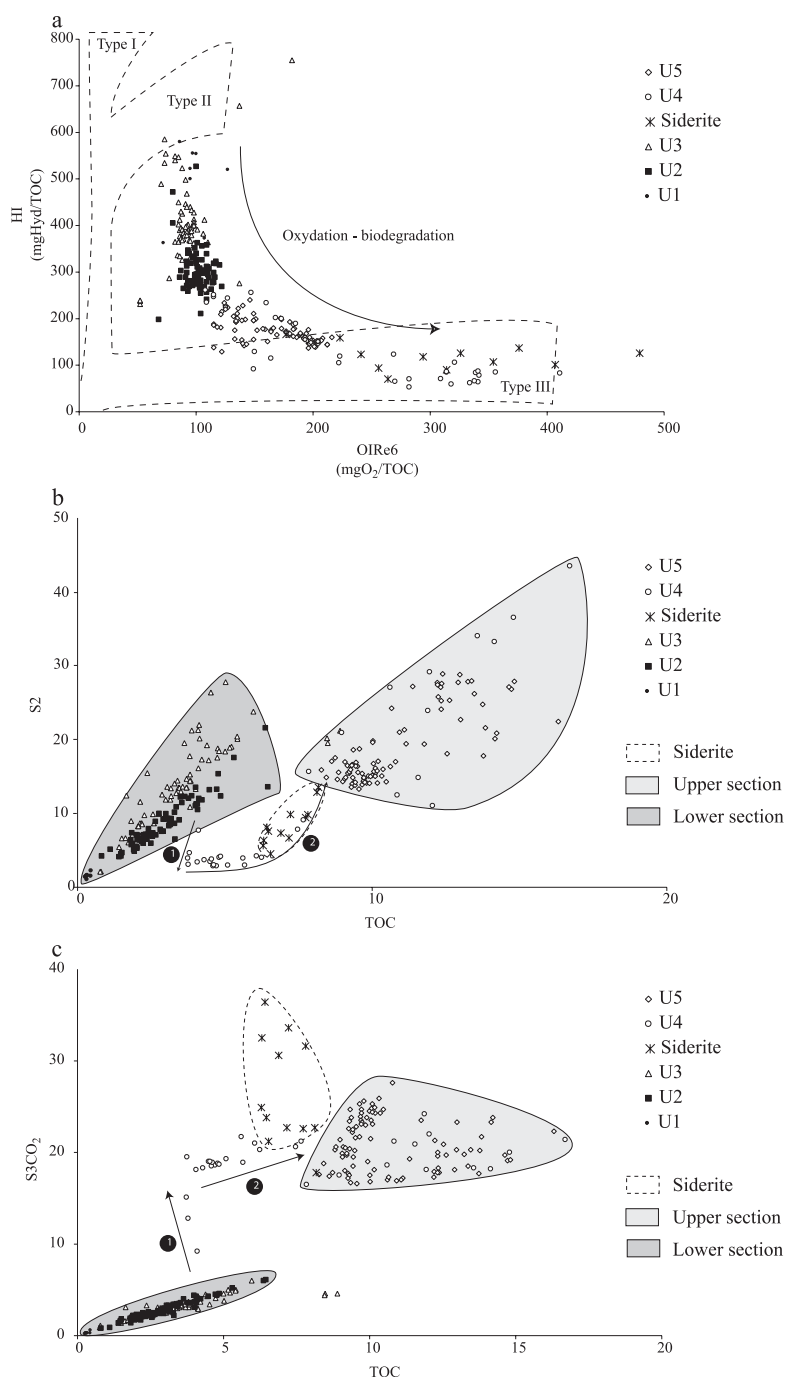 a
800
700
600
500
400
300
200
100
0
HI
(mgHyd/TOC)
Type I
Type II
Oxydation - biodegradation
Type III
0
100
200
300
400
500
OIRe6
(mgO₂/TOC)
U5
U4
Siderite
U3
U2
U1
b
50
40
30
20
10
0
S2
1
2
0
10
20
TOC
U5
U4
Siderite
U3
U2
U1
Siderite
Upper section
Lower section
c
40
30
20
10
0
S3CO₂
1
2
0
5
10
15
20
TOC
U5
U4
Siderite
U3
U2
U1
Siderite
Upper section
Lower section